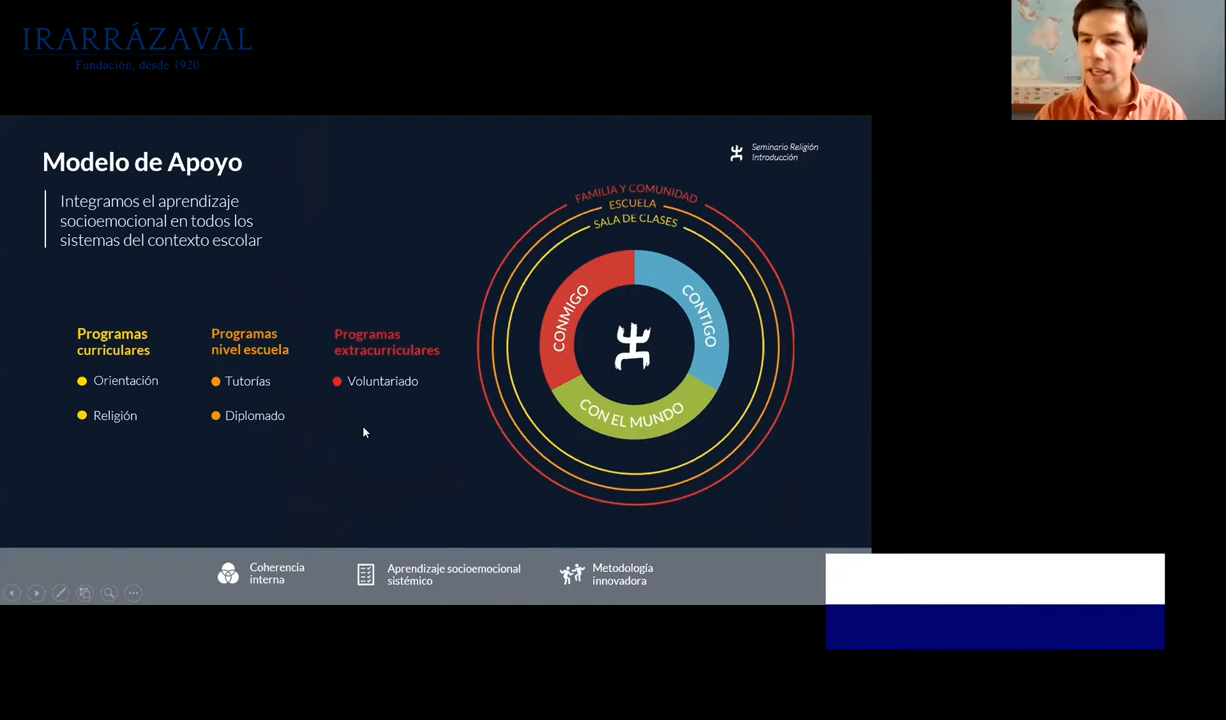 IRARRÁZAVAL
Fundación, desde 1920
Modelo de Apoyo
Seminario Religión
Introducción
Integramos el aprendizaje
socioemocional en todos los
sistemas del contexto escolar
FAMILIA Y COMUNIDAD
ESCUELA
SALA DE CLASES
CONMIGO
CONTIGO
CON EL MUNDO
Programas
curriculares
Orientación
Religión
Programas
nivel escuela
Tutorías
Diplomado
Programas
extracurriculares
Voluntariado
Coherencia
interna
Aprendizaje socioemocional
sistémico
Metodología
innovadora